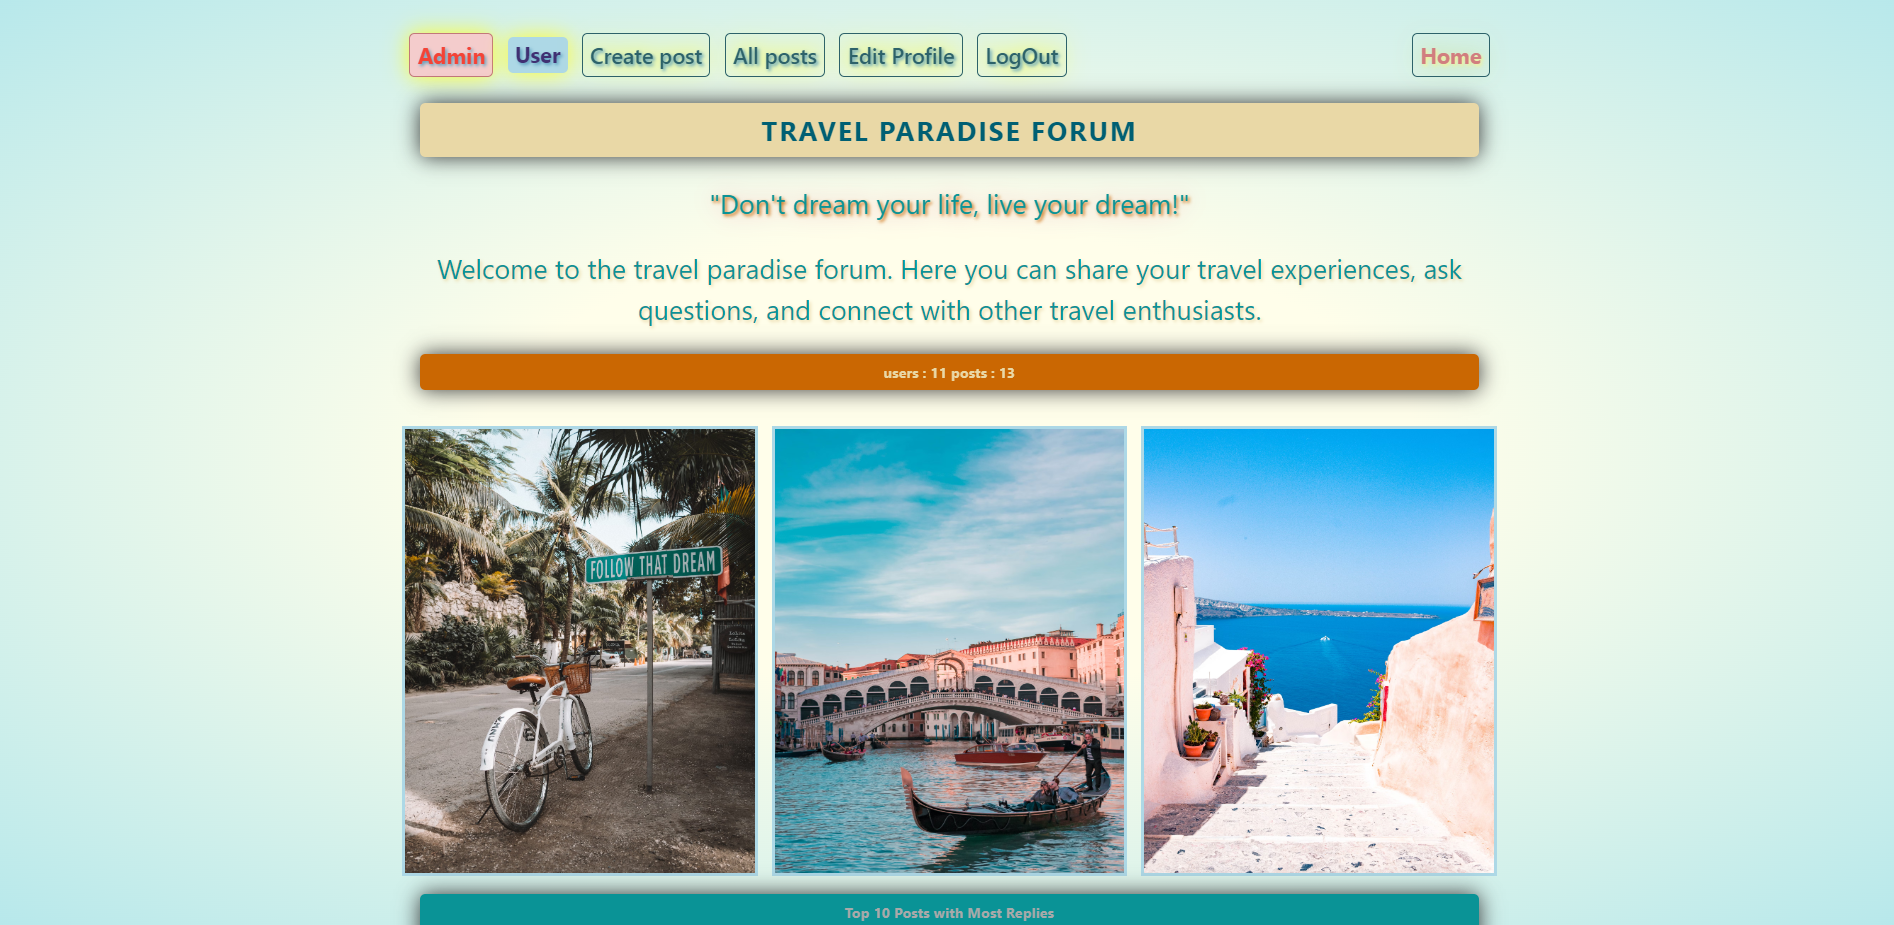 Admin User Create post All posts Edit Profile LogOut Home
TRAVEL PARADISE FORUM
"Don't dream your life, live your dream!"
Welcome to the travel paradise forum. Here you can share your travel experiences, ask
questions, and connect with other travel enthusiasts.
users : 11 posts : 13
FOLLOW THAT DREAM
Top 10 Posts with Most Replies